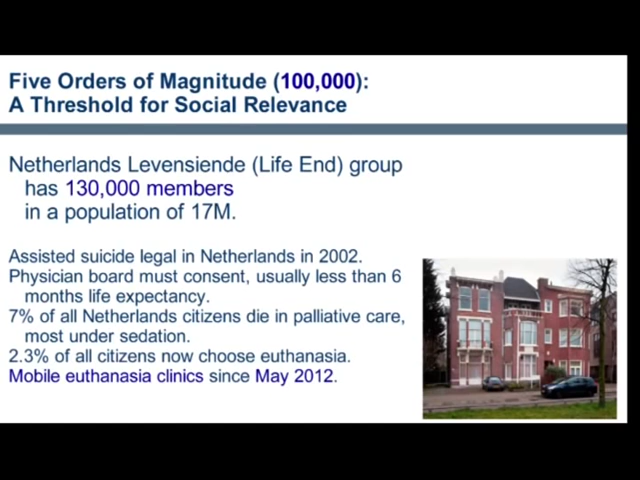 Five Orders of Magnitude (100,000):
A Threshold for Social Relevance
Netherlands Levensiende (Life End) group
has 130,000 members
in a population of 17M.
Assisted suicide legal in Netherlands in 2002.
Physician board must consent, usually less than 6
months life expectancy.
7% of all Netherlands citizens die in palliative care,
most under sedation.
2.3% of all citizens now choose euthanasia.
Mobile euthanasia clinics since May 2012.